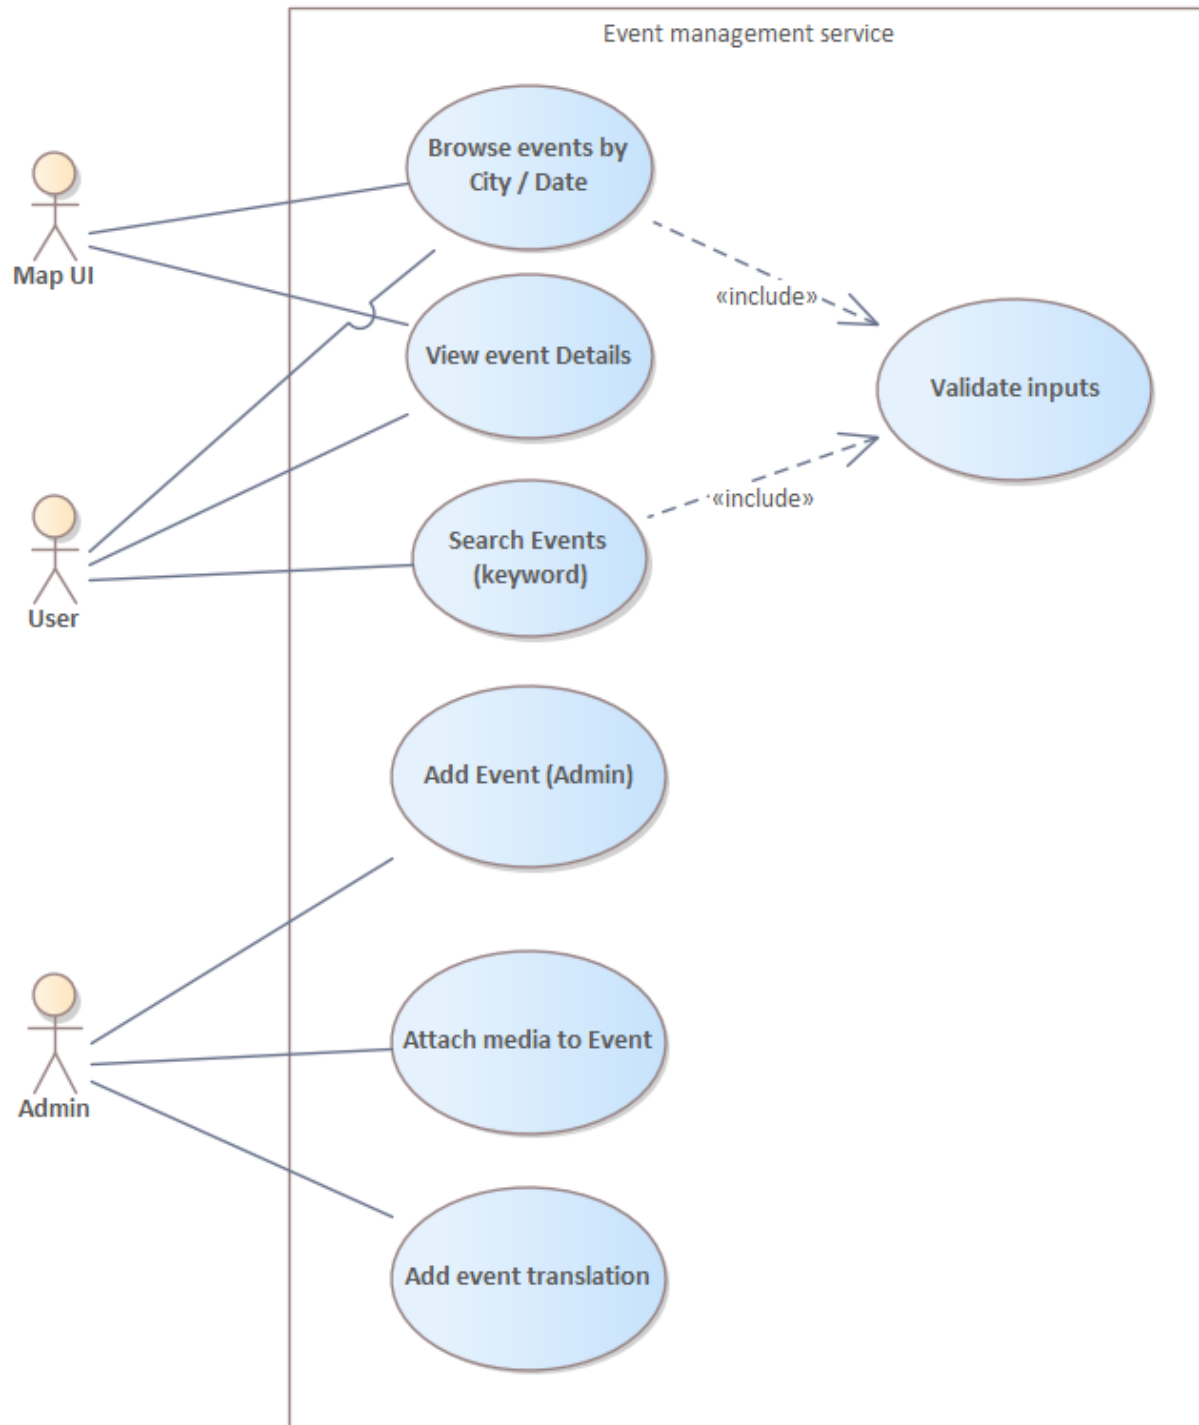 Event management service
Browse events by
City / Date
Map UI
«include»
View event Details
Validate inputs
«include»
Search Events
(keyword)
User
Add Event (Admin)
Attach media to Event
Admin
Add event translation